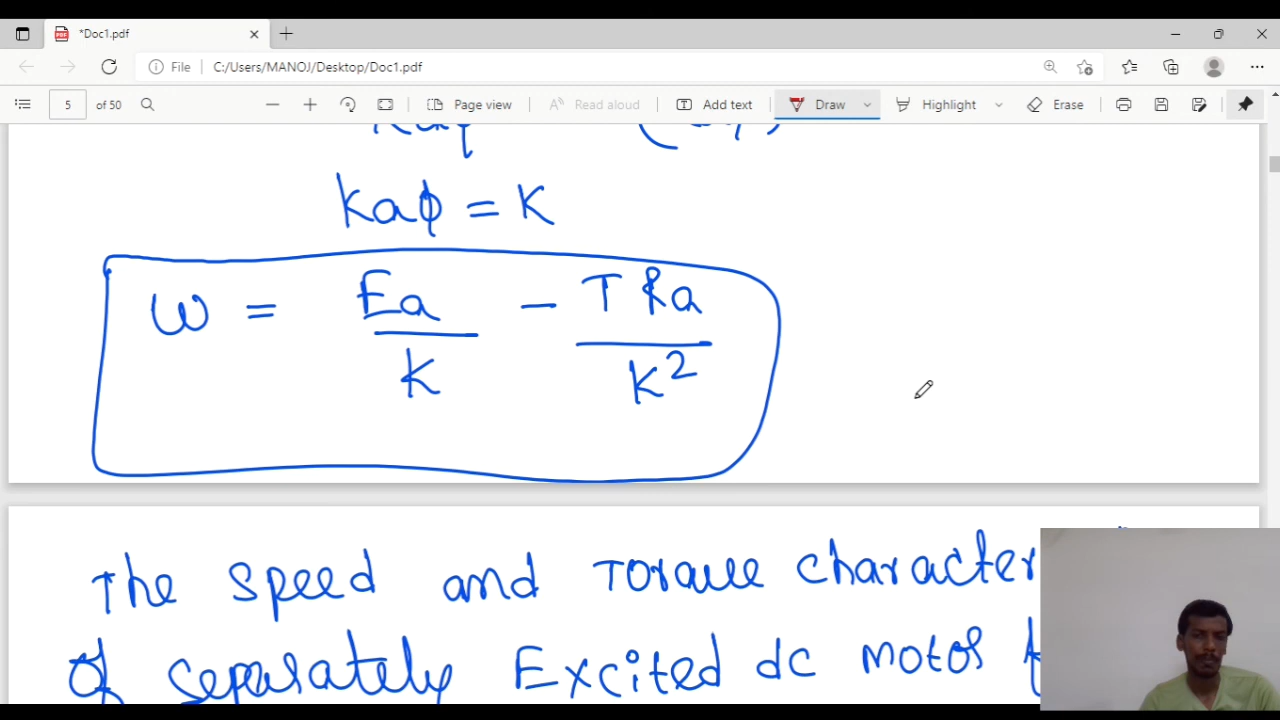 *Doc1.pdf
File C:/Users/MANOJ/Desktop/Doc1.pdf
5 of 50 Page view Read aloud Add text Draw Highlight Erase
kaφ = K
ω = Ea/k - T Ra/k²
The speed and Torque character
of separately Excited dc motor